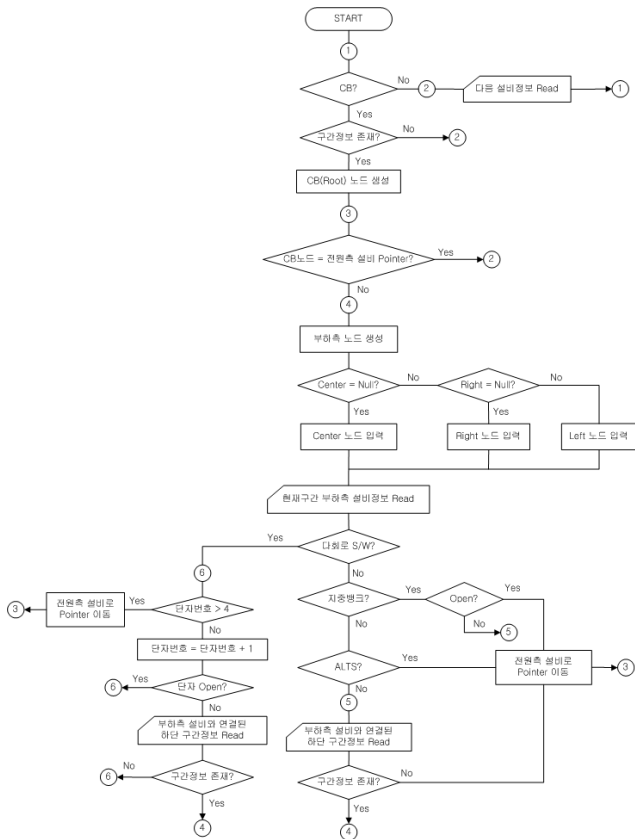 START
1
CB?
No
2
다음 설비정보 Read
1
Yes
구간정보 존재?
No
2
Yes
CB(Root) 노드 생성
3
CB노드 = 전원측 설비 Pointer?
Yes
2
No
4
부하측 노드 생성
Center = Null?
No
Right = Null?
No
Yes
Yes
Center 노드 입력
Right 노드 입력
Left 노드 입력
현재구간 부하측 설비정보 Read
다회로 S/W?
Yes
No
6
지중뱅크?
Yes
Open?
Yes
No
5
단자번호 > 4
Yes
전원측 설비로
Pointer 이동
3
No
No
단자번호 = 단자번호 + 1
ALTS?
Yes
전원측 설비로
Pointer 이동
3
단자 Open?
Yes
6
No
No
5
부하측 설비와 연결된
하단 구간정보 Read
부하측 설비와 연결된
하단 구간정보 Read
구간정보 존재?
No
6
Yes
4
구간정보 존재?
No
Yes
4